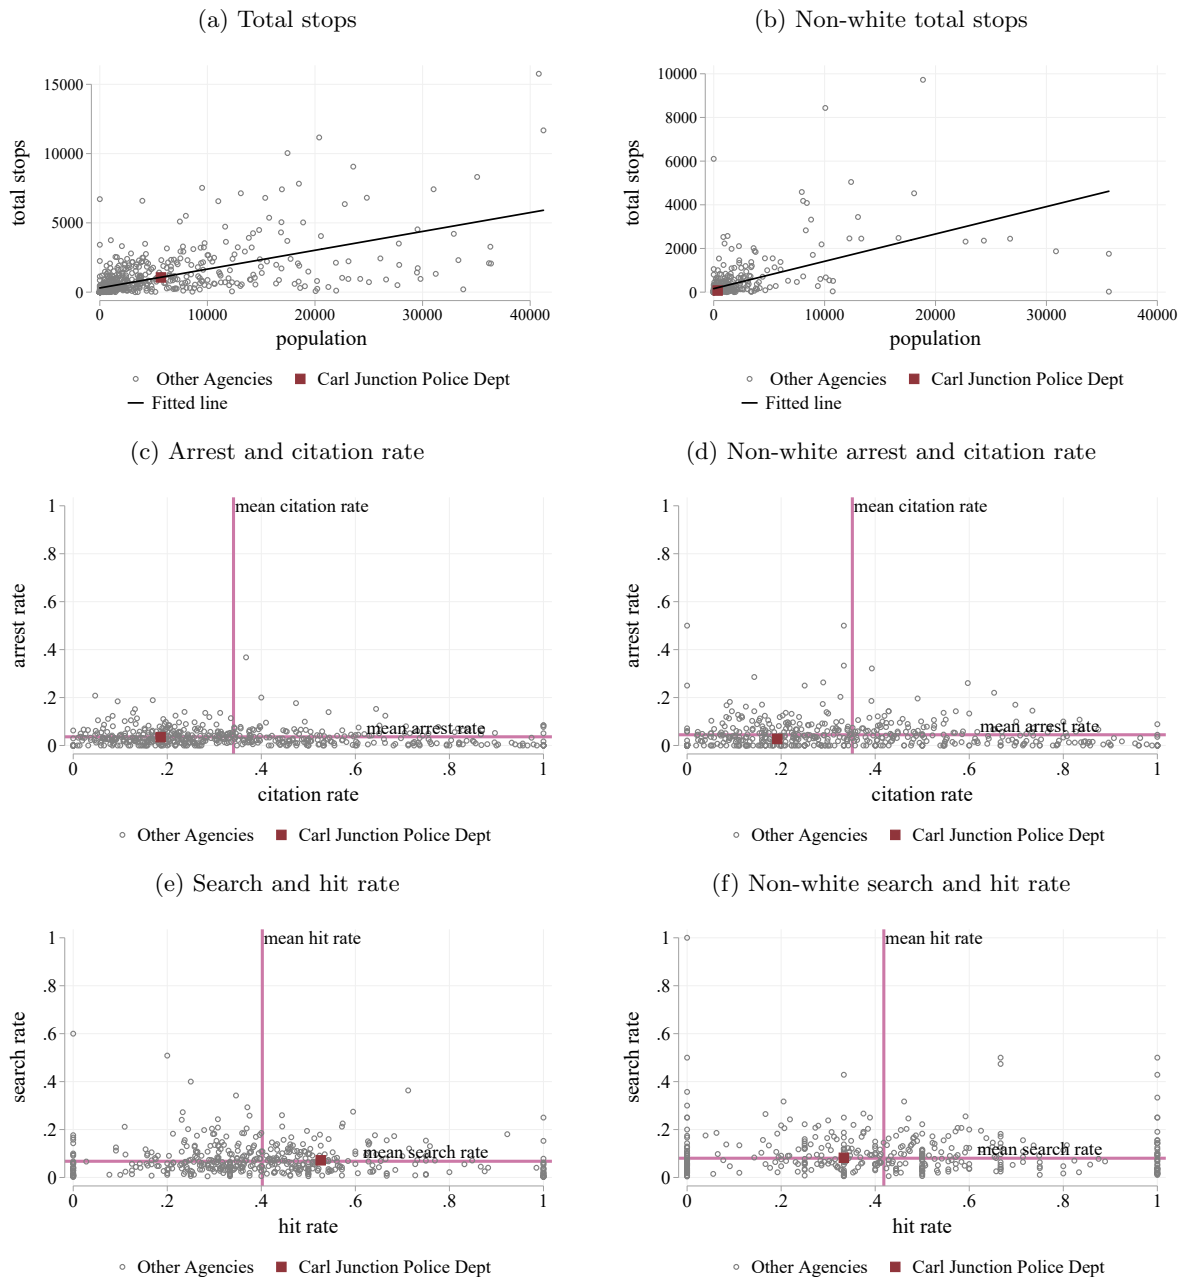 (a) Total stops
(b) Non-white total stops
total stops
15000
10000
5000
0
0 10000 20000 30000 40000
population
Other Agencies Carl Junction Police Dept
Fitted line
total stops
10000
8000
6000
4000
2000
0
0 10000 20000 30000 40000
population
Other Agencies Carl Junction Police Dept
Fitted line
(c) Arrest and citation rate
(d) Non-white arrest and citation rate
arrest rate
1
.8
.6
.4
.2
0
mean citation rate
mean arrest rate
0 .2 .4 .6 .8 1
citation rate
Other Agencies Carl Junction Police Dept
arrest rate
1
.8
.6
.4
.2
0
mean citation rate
mean arrest rate
0 .2 .4 .6 .8 1
citation rate
Other Agencies Carl Junction Police Dept
(e) Search and hit rate
(f) Non-white search and hit rate
search rate
1
.8
.6
.4
.2
0
mean hit rate
mean search rate
0 .2 .4 .6 .8 1
hit rate
Other Agencies Carl Junction Police Dept
search rate
1
.8
.6
.4
.2
0
mean hit rate
mean search rate
0 .2 .4 .6 .8 1
hit rate
Other Agencies Carl Junction Police Dept